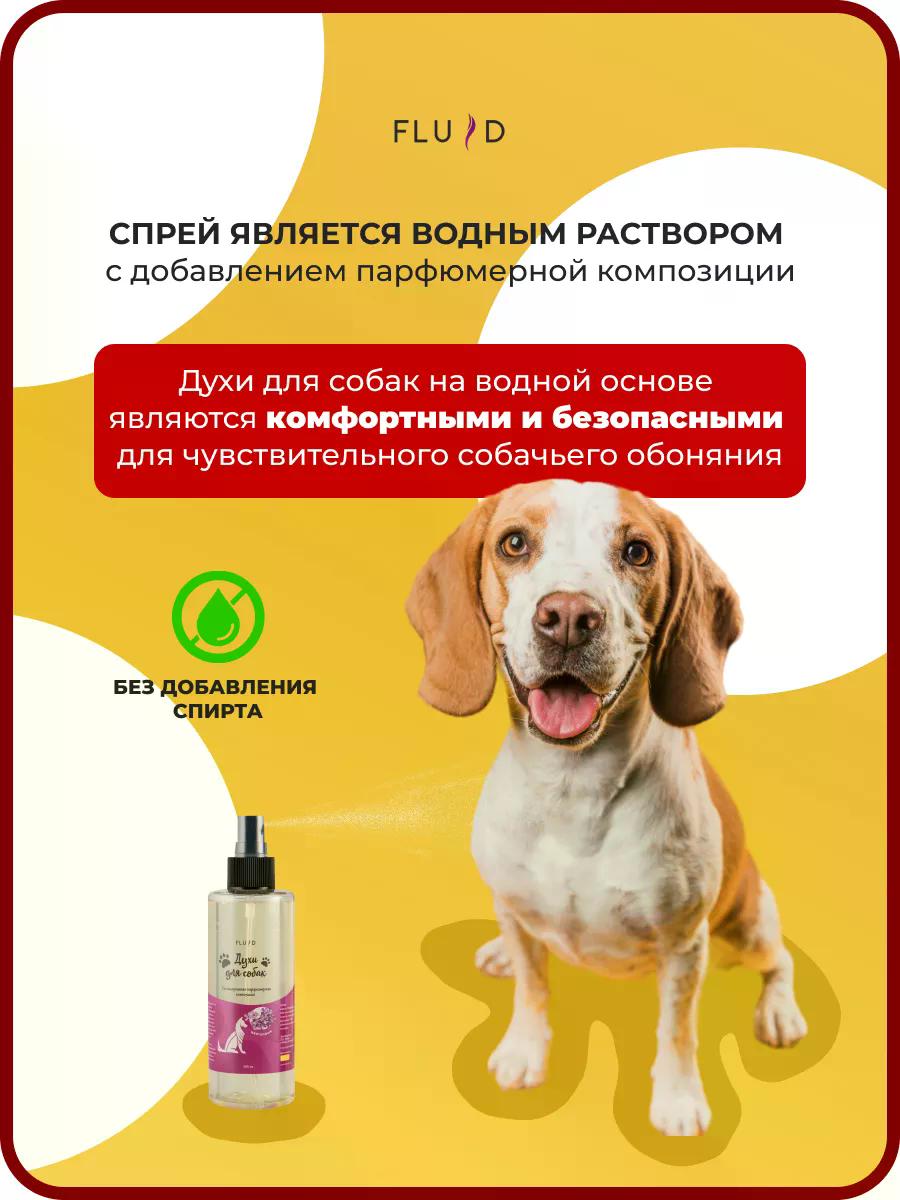 FLUID
СПРЕЙ ЯВЛЯЕТСЯ ВОДНЫМ РАСТВОРОМ
с добавлением парфюмерной композиции
Духи для собак на водной основе
являются комфортными и безопасными
для чувствительного собачьего обоняния
БЕЗ ДОБАВЛЕНИЯ
СПИРТА
FLUID
Духи
для собак